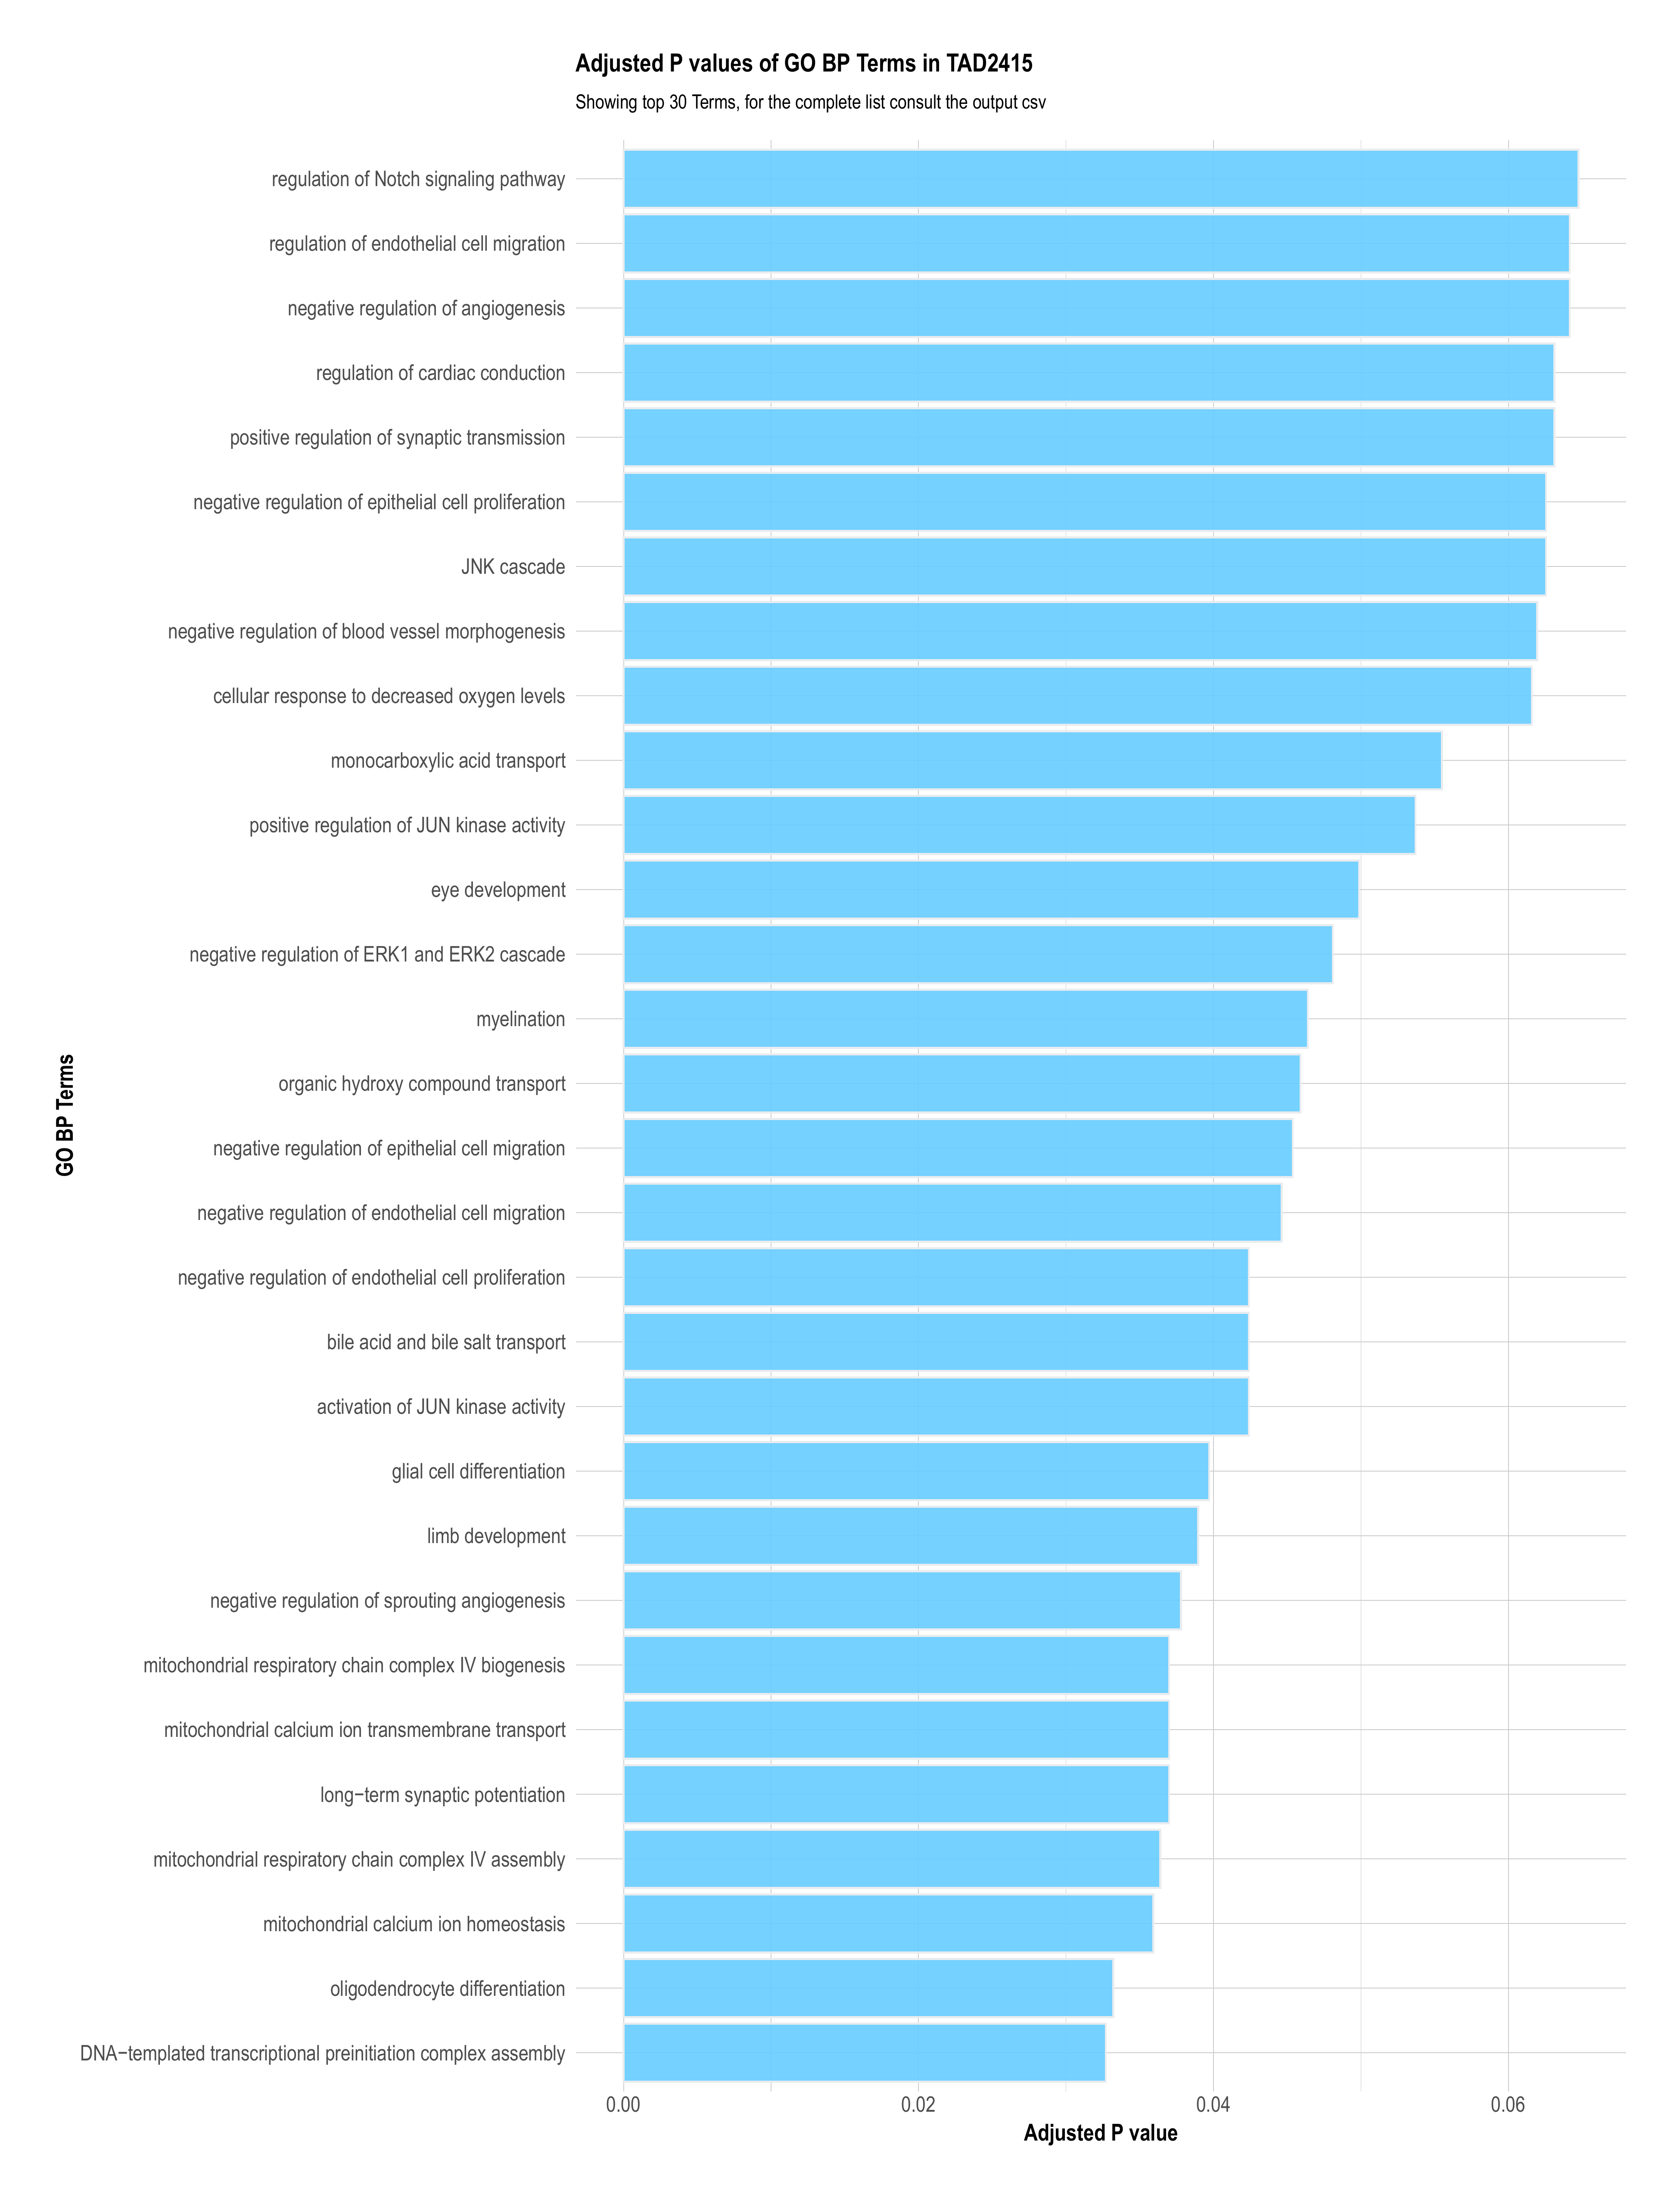 Adjusted P values of GO BP Terms in TAD2415
Showing top 30 Terms, for the complete list consult the output csv
regulation of Notch signaling pathway
regulation of endothelial cell migration
negative regulation of angiogenesis
regulation of cardiac conduction
positive regulation of synaptic transmission
negative regulation of epithelial cell proliferation
JNK cascade
negative regulation of blood vessel morphogenesis
cellular response to decreased oxygen levels
monocarboxylic acid transport
positive regulation of JUN kinase activity
eye development
negative regulation of ERK1 and ERK2 cascade
myelination
organic hydroxy compound transport
negative regulation of epithelial cell migration
negative regulation of endothelial cell migration
negative regulation of endothelial cell proliferation
bile acid and bile salt transport
activation of JUN kinase activity
glial cell differentiation
limb development
negative regulation of sprouting angiogenesis
mitochondrial respiratory chain complex IV biogenesis
mitochondrial calcium ion transmembrane transport
long−term synaptic potentiation
mitochondrial respiratory chain complex IV assembly
mitochondrial calcium ion homeostasis
oligodendrocyte differentiation
DNA−templated transcriptional preinitiation complex assembly
GO BP Terms
0.00 0.02 0.04 0.06
Adjusted P value